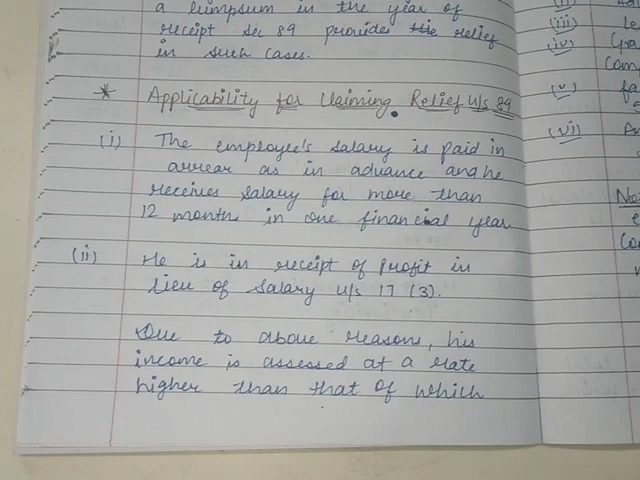 a lumpsum in the year of
receipt Sec 89 provides relief
in such cases.
* Applicability for Claiming. Relief u/s 89
(i) The employee's salary is paid in
arrear as in advance and he
receives salary for more than
12 months in one financial year
(ii) He is in receipt of Profit in
lieu of Salary u/s 17 (3).
Due to above reasons, his
income is assessed at a rate
higher than that of which
(iii)
(iv)
(v)
(vii)